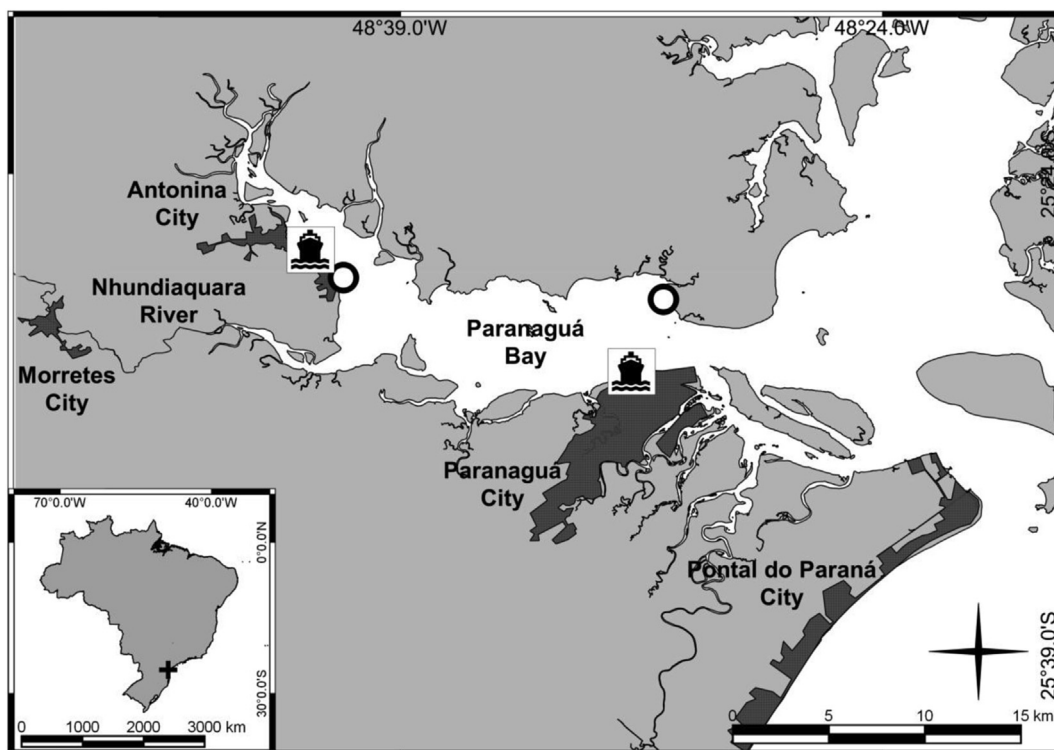 48°39.0'W
48°24.0'W
25°24.0'S
Antonina
City
Nhundiaquara
River
Morretes
City
Paranaguá
Bay
Paranaguá
City
Pontal do Paraná
City
25°39.0'S
70°0.0'W
40°0.0'W
0°0.0'N
30°0.0'S
0 1000 2000 3000 km
0 5 10 15 km